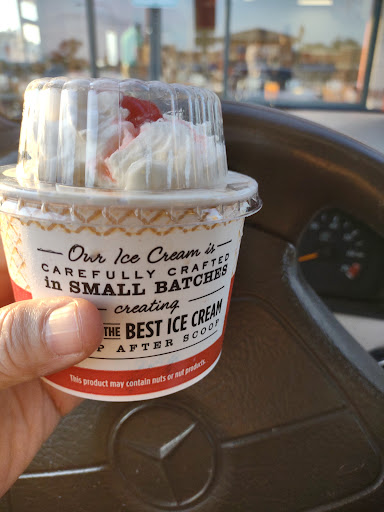 Our Ice Cream is
CAREFULLY CRAFTED
in SMALL BATCHES
creating
THE BEST ICE CREAM
AFTER SCOOP
This product may contain nuts or nut products.